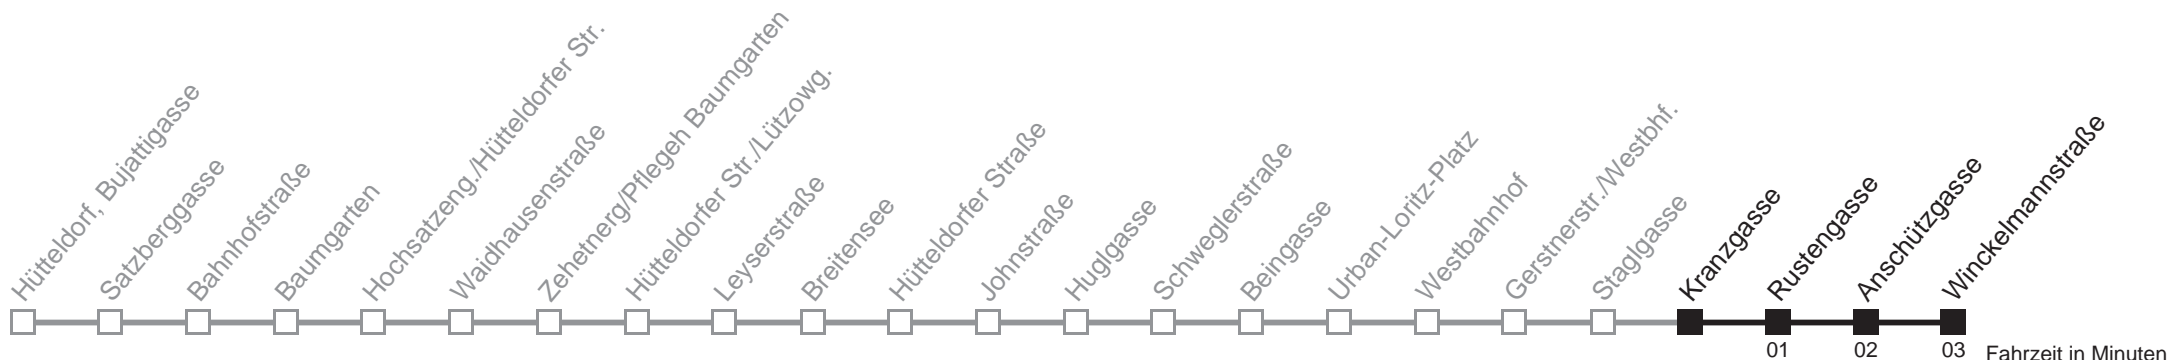 Hütteldorf, Bujattigasse
Satzberggasse
Bahnhofstraße
Baumgarten
Hochsatzeng./Hütteldorfer Str.
Waidhausenstraße
Zehetnerg/Pflegeh Baumgarten
Hütteldorfer Str./Lützowg.
Leyserstraße
Breitensee
Hütteldorfer Straße
Johnstraße
Huglgasse
Schweglerstraße
Beingasse
Urban-Loritz-Platz
Westbahnhof
Gerstnerstr./Westbhf.
Staglgasse
Kranzgasse
Rustengasse
Anschützgasse
Winckelmannstraße
01 02 03 Fahrzeit in Minuten